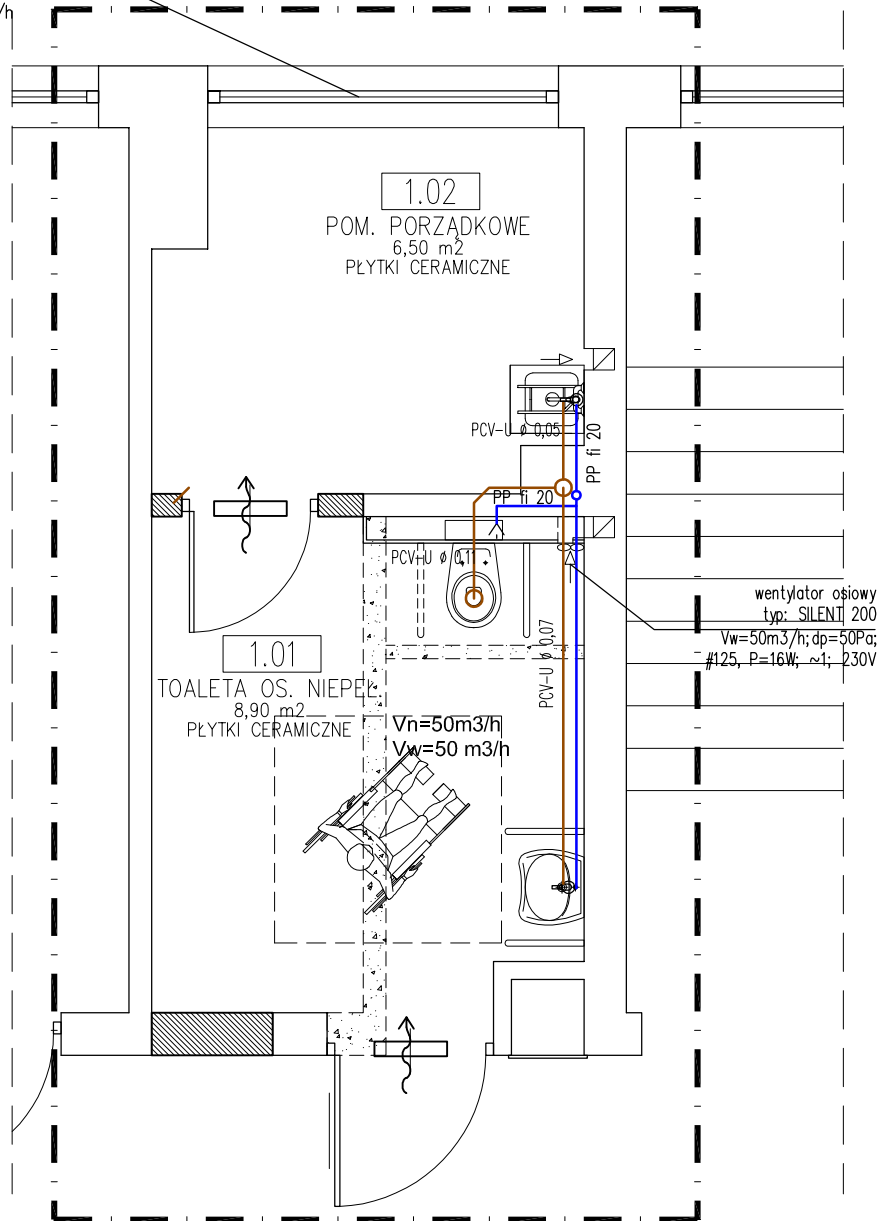 /h
1.02
POM. PORZĄDKOWE
6,50 m2
PŁYTKI CERAMICZNE
PCV-U ø 0,05
PP fi 20
PP fi 20
PCV-U ø 0,11
wentylator osiowy
typ: SILENT 200
Vw=50m3/h; dp=50Pa;
#125, P=16W; ~1; 230V
PCV-U ø 0,07
1.01
TOALETA OS. NIEPEŁ.
8,90 m2
PŁYTKI CERAMICZNE
Vn=50m3/h
Vw=50 m3/h